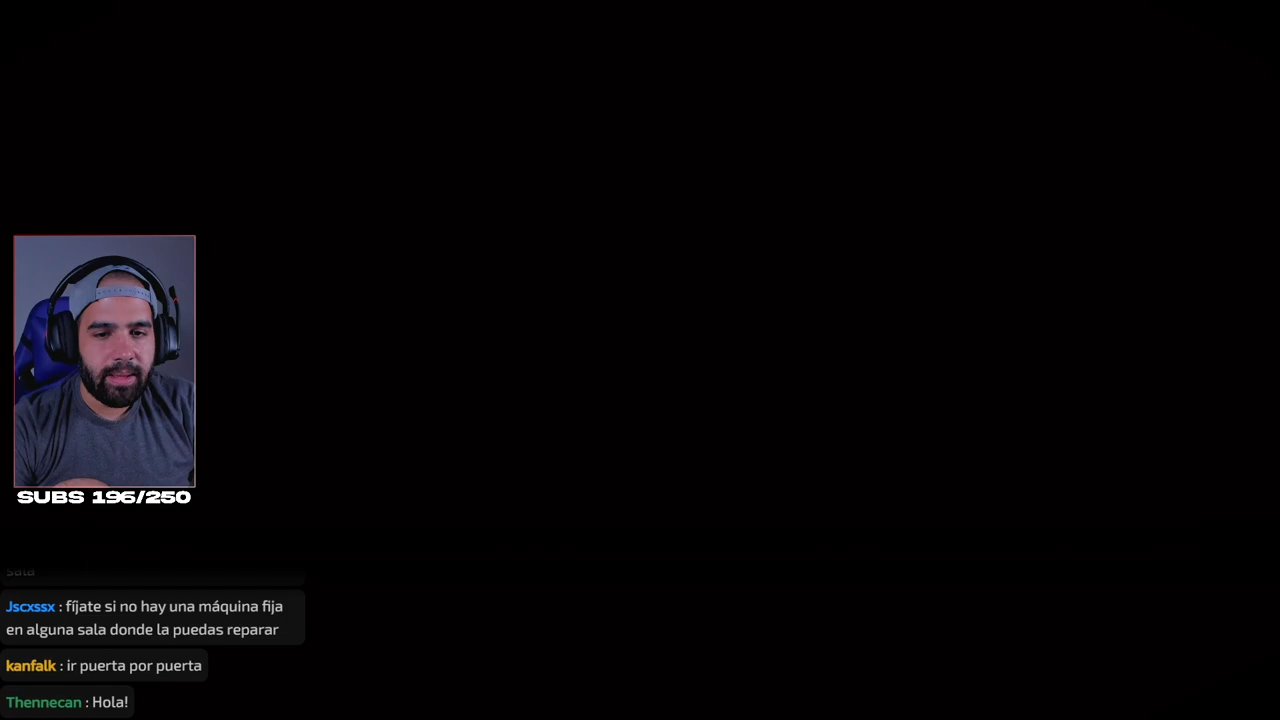 SUBS 196/250
sala
Jscxssx : fíjate si no hay una máquina fija
en alguna sala donde la puedas reparar
kanfalk : ir puerta por puerta
Thennecan : Hola!